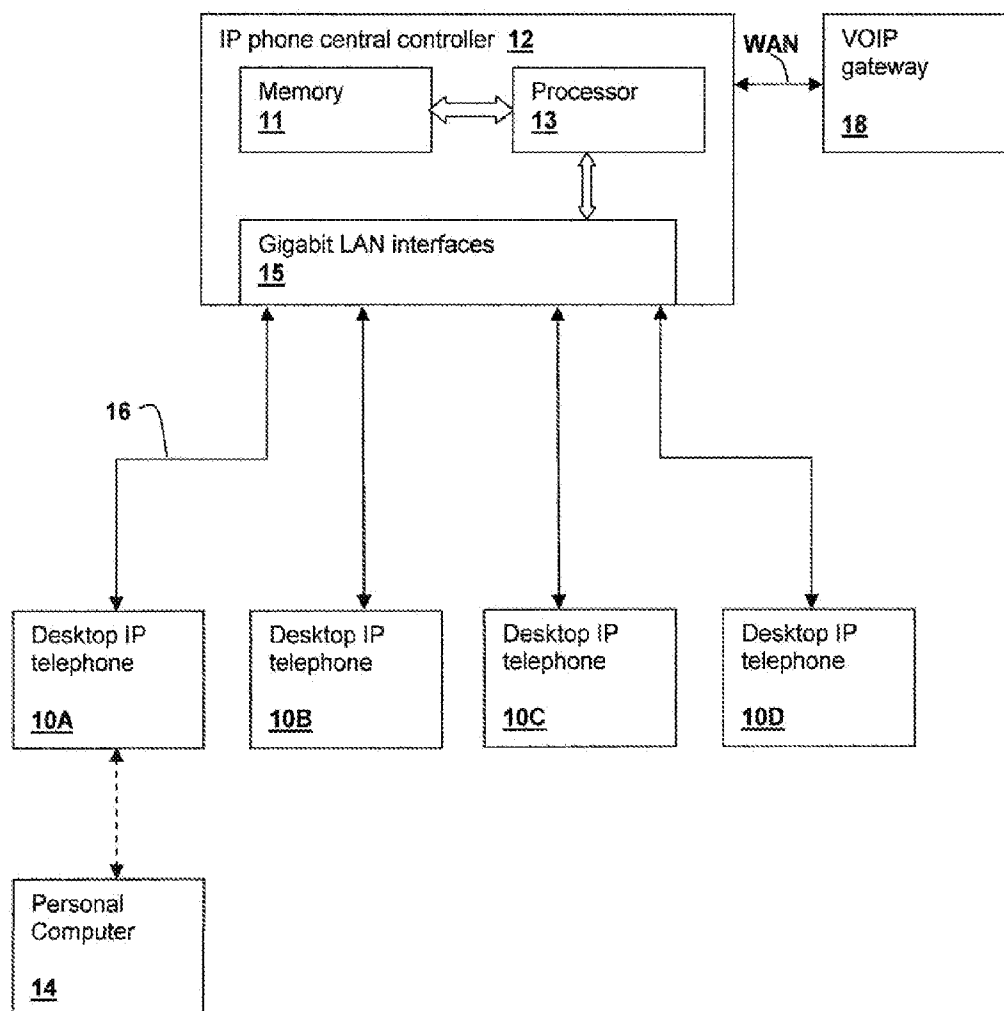 IP phone central controller 12
WAN
VOIP
gateway
18
Memory
11
Processor
13
Gigabit LAN interfaces
15
16
Desktop IP
telephone
10A
Desktop IP
telephone
10B
Desktop IP
telephone
10C
Desktop IP
telephone
10D
Personal
Computer
14